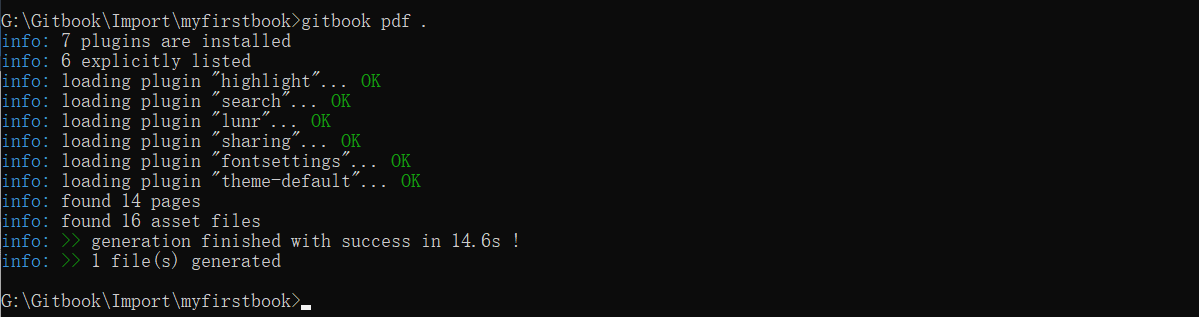 G:\Gitbook\Import\myfirstbook>gitbook pdf .
info: 7 plugins are installed
info: 6 explicitly listed
info: loading plugin "highlight"... OK
info: loading plugin "search"... OK
info: loading plugin "lunr"... OK
info: loading plugin "sharing"... OK
info: loading plugin "fontsettings"... OK
info: loading plugin "theme-default"... OK
info: found 14 pages
info: found 16 asset files
info: >> generation finished with success in 14.6s !
info: >> 1 file(s) generated
G:\Gitbook\Import\myfirstbook>